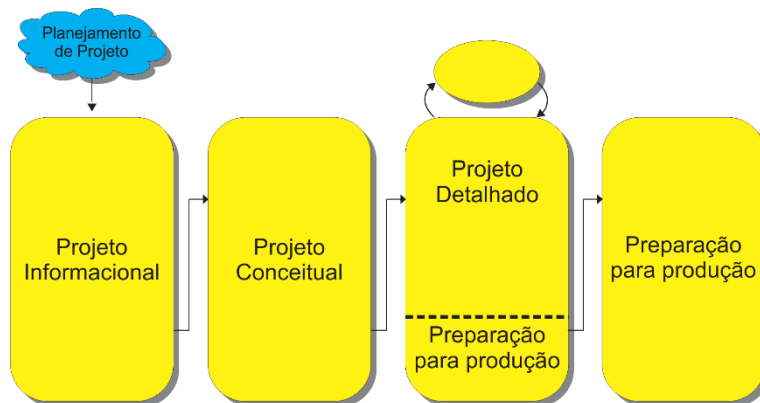 Planejamento
de Projeto
Projeto
Informacional
Projeto
Conceitual
Projeto
Detalhado
Preparação
para produção
Preparação
para produção